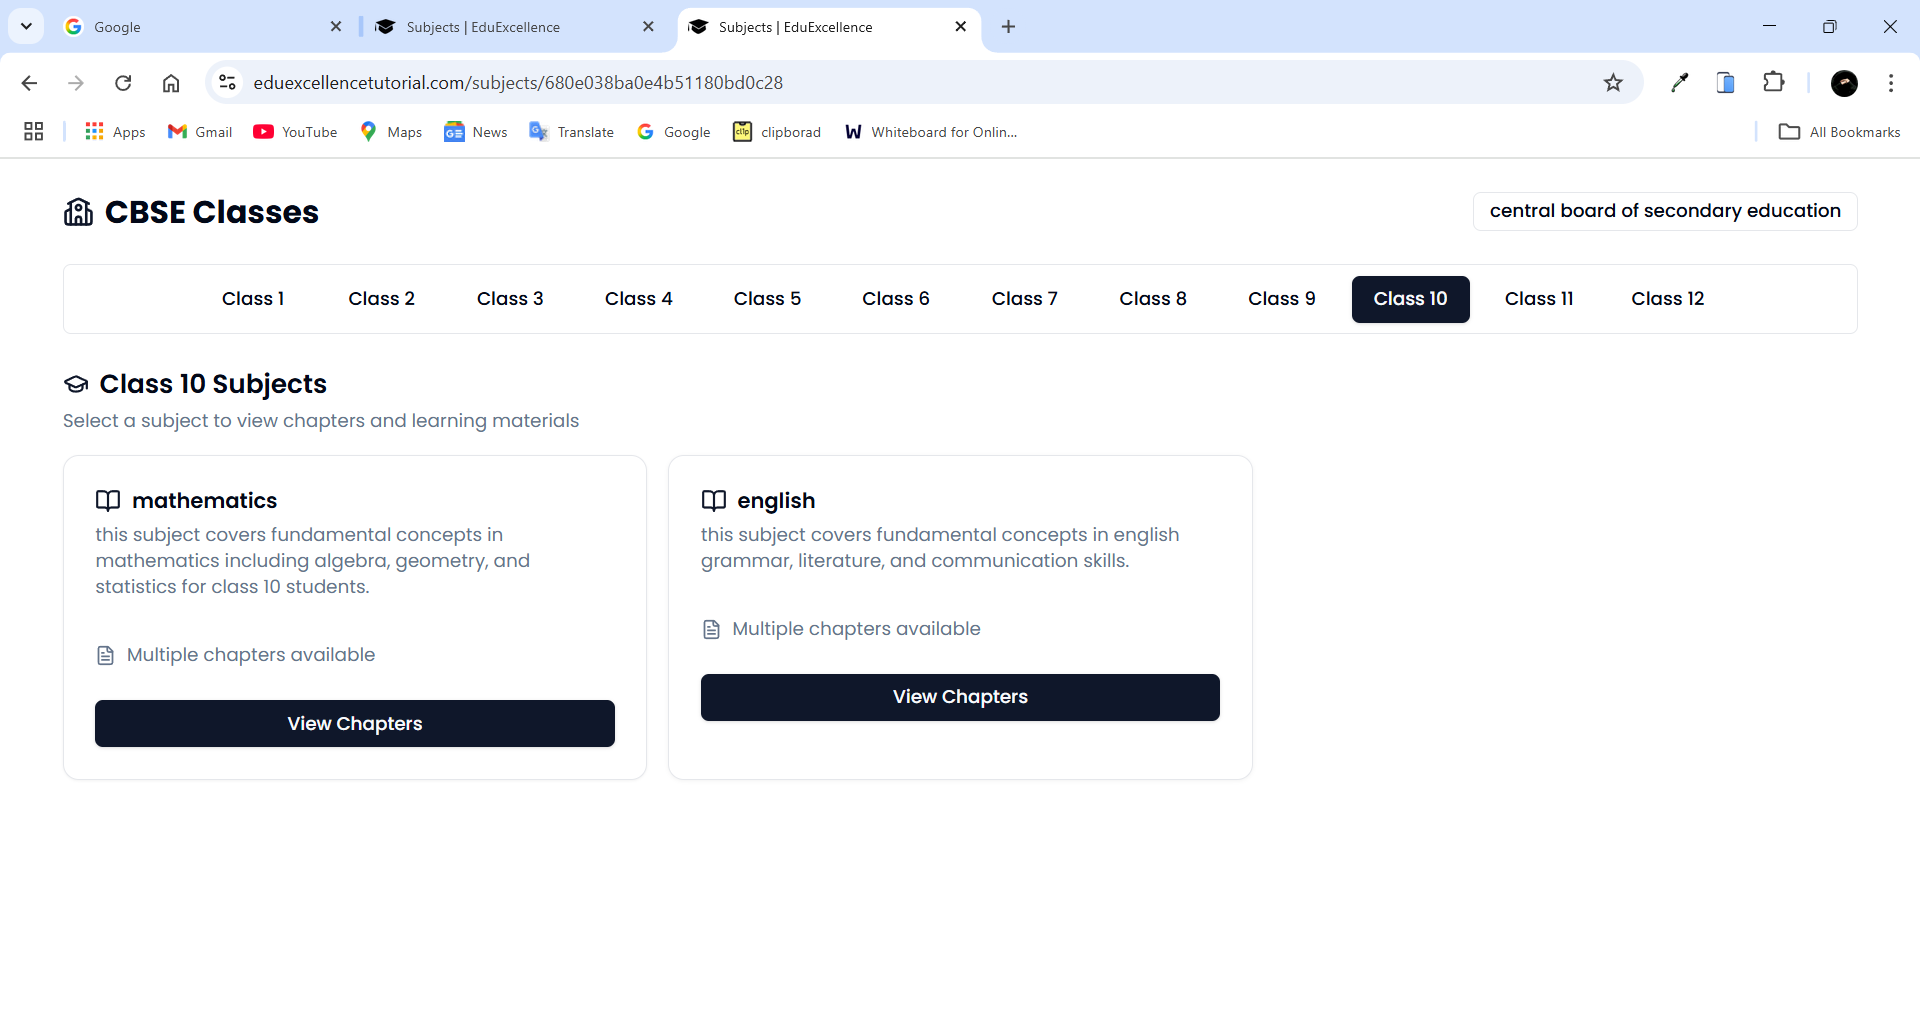 Google
Subjects | EduExcellence
Subjects | EduExcellence
eduexcellencetutorial.com/subjects/680e038ba0e4b51180bd0c28
Apps
Gmail
YouTube
Maps
News
Translate
Google
clipborad
Whiteboard for Onlin...
All Bookmarks
CBSE Classes
central board of secondary education
Class 1
Class 2
Class 3
Class 4
Class 5
Class 6
Class 7
Class 8
Class 9
Class 10
Class 11
Class 12
Class 10 Subjects
Select a subject to view chapters and learning materials
mathematics
this subject covers fundamental concepts in
mathematics including algebra, geometry, and
statistics for class 10 students.
Multiple chapters available
View Chapters
english
this subject covers fundamental concepts in english
grammar, literature, and communication skills.
Multiple chapters available
View Chapters